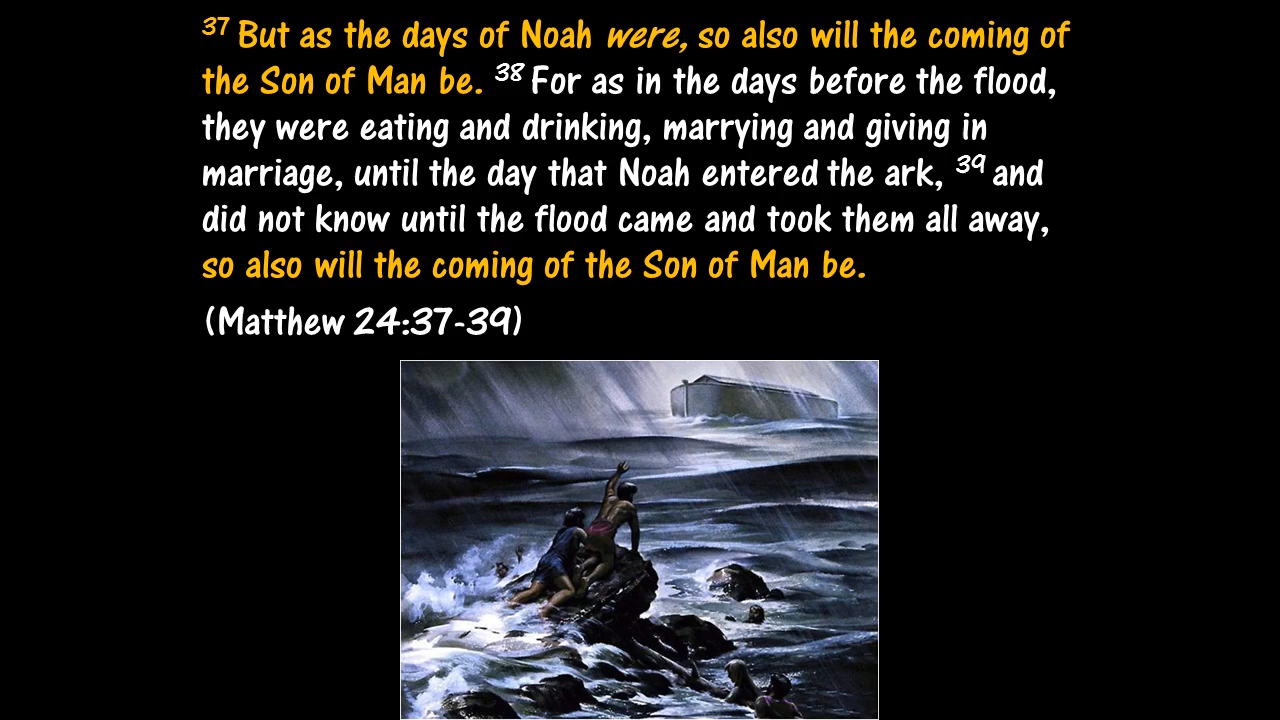 37 But as the days of Noah were, so also will the coming of
the Son of Man be. 38 For as in the days before the flood,
they were eating and drinking, marrying and giving in
marriage, until the day that Noah entered the ark, 39 and
did not know until the flood came and took them all away,
so also will the coming of the Son of Man be.
(Matthew 24:37-39)